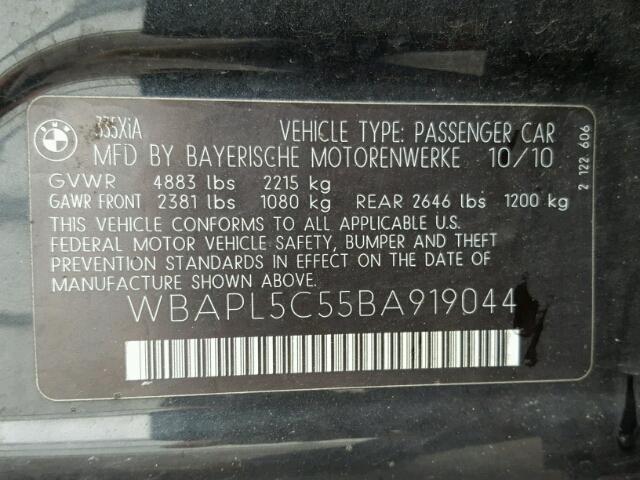 BMW
335XiA VEHICLE TYPE: PASSENGER CAR
MFD BY BAYERISCHE MOTORENWERKE 10/10
GVWR 4883 lbs 2215 kg
GAWR FRONT 2381 lbs 1080 kg REAR 2646 lbs 1200 kg
THIS VEHICLE CONFORMS TO ALL APPLICABLE U.S.
FEDERAL MOTOR VEHICLE SAFETY, BUMPER AND THEFT
PREVENTION STANDARDS IN EFFECT ON THE DATE OF
MANUFACTURE SHOWN ABOVE.
WBAPL5C55BA919044
2 122 606